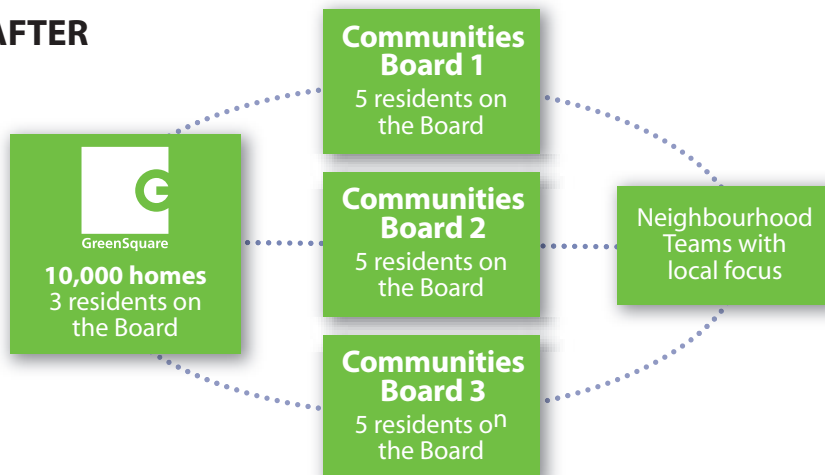 AFTER
Communities
Board 1
5 residents on
the Board
G
GreenSquare
10,000 homes
3 residents on
the Board
Communities
Board 2
5 residents on
the Board
Neighbourhood
Teams with
local focus
Communities
Board 3
5 residents on
the Board